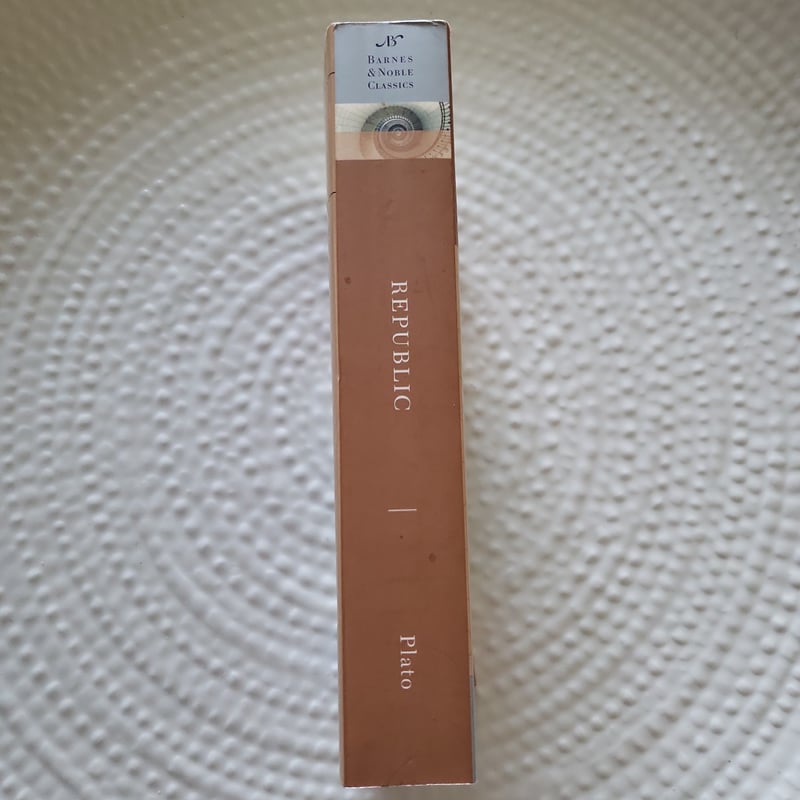 BARNES
& NOBLE
CLASSICS
REPUBLIC
Plato